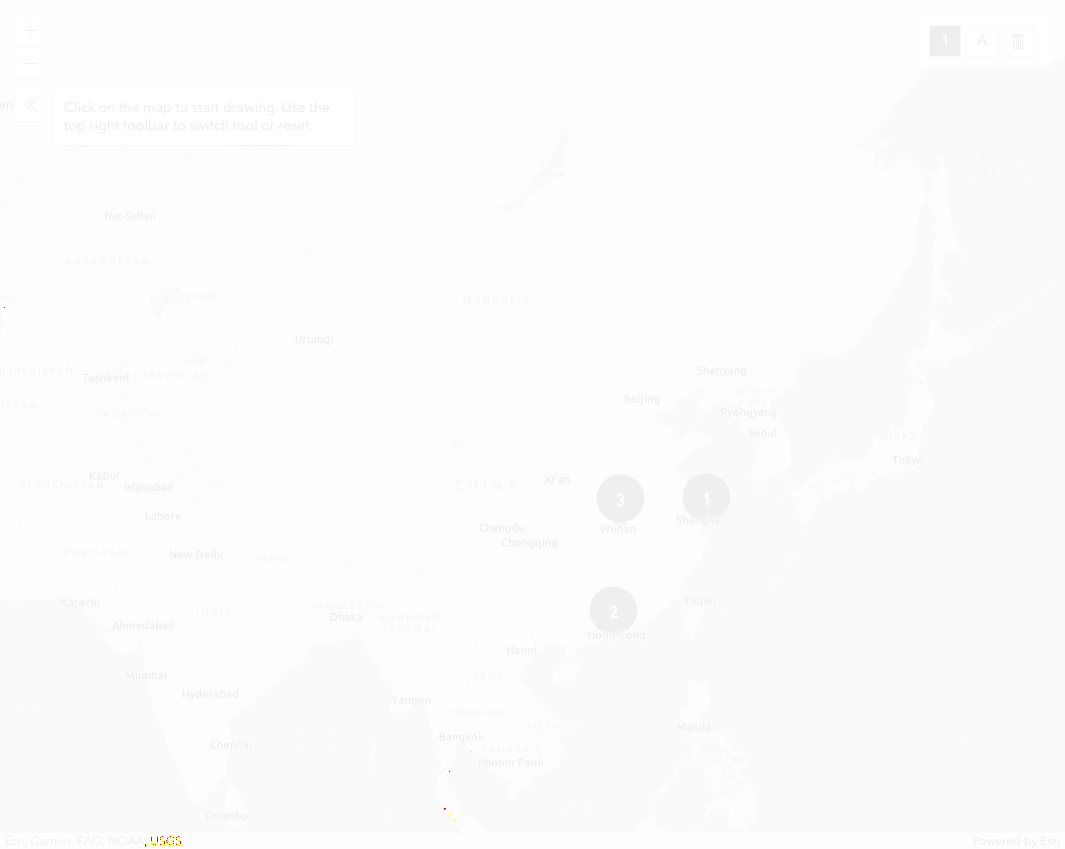 +
1 A
−
Click on the map to start drawing. Use the
top right toolbar to switch tool or reset.
Nur-Sultan
KAZAKHSTAN
MONGOLIA
Urumqi
Shenyang
Tashkent KYRGYZSTAN
Beijing
NORTH
KOREA
Pyongyang
Seoul
JAPAN
Tokyo
Kabul
AFGHANISTAN Islamabad
CHINA Xi'an
3 1
Wuhan Shanghai
Lahore
Chengdu
Chongqing
PAKISTAN
New Delhi
NEPAL
Karachi
INDIA
BANGLADESH
Dhaka
MYANMAR
(BURMA)
Ahmedabad
Taipei
2
Hong Kong
Hanoi
LAOS
Mumbai
Hyderabad
Yangon
THAILAND
VIETNAM
Manila
Bangkok
Chennai
CAMBODIA
Phnom Penh
Colombo
Esri, Garmin, FAO, NOAA, USGS
Powered by Esri